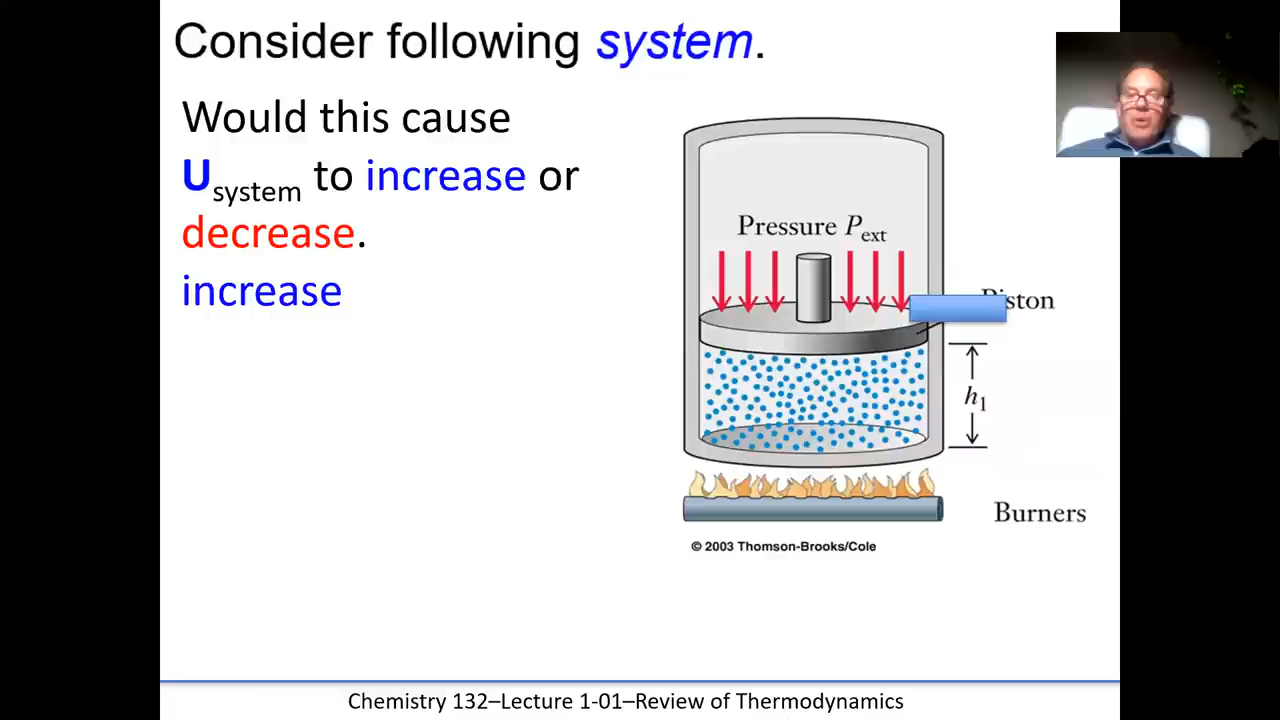 Consider following system.
Would this cause
Usystem to increase or
decrease.
increase
Pressure Pext
Piston
h1
Burners
© 2003 Thomson-Brooks/Cole
Chemistry 132–Lecture 1-01–Review of Thermodynamics